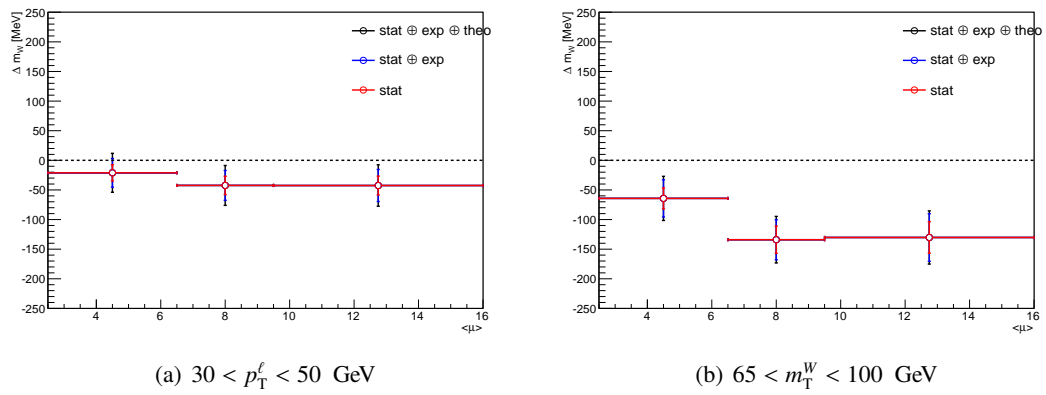 Δ m_W [MeV]
250
200
150
100
50
0
-50
-100
-150
-200
-250
stat ⊕ exp ⊕ theo
stat ⊕ exp
stat
4 6 8 10 12 14 16
<μ>
(a) 30 < p_T^ℓ < 50 GeV
Δ m_W [MeV]
250
200
150
100
50
0
-50
-100
-150
-200
-250
stat ⊕ exp ⊕ theo
stat ⊕ exp
stat
4 6 8 10 12 14 16
<μ>
(b) 65 < m_T^W < 100 GeV